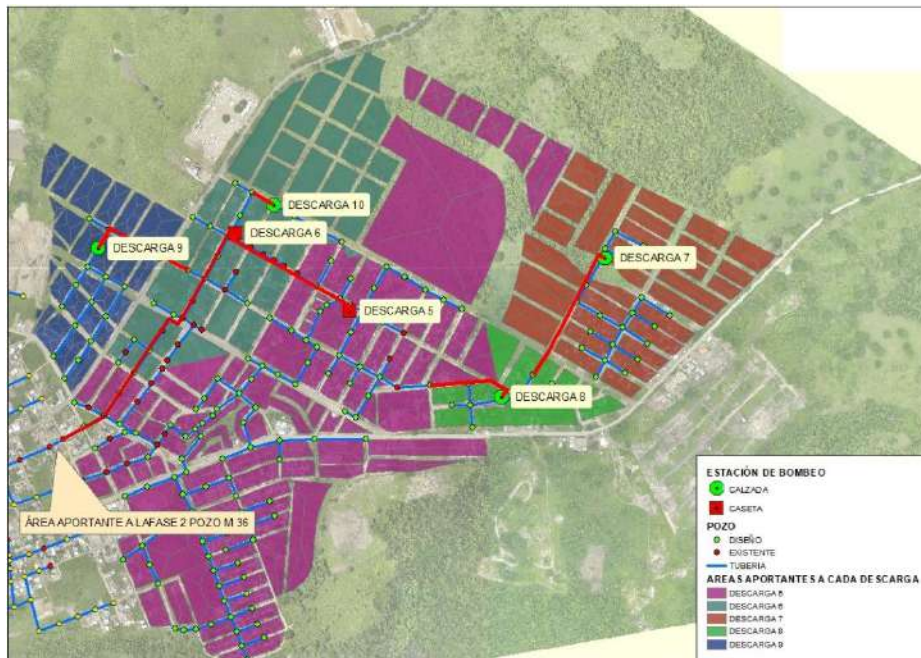 DESCARGA 10
DESCARGA 6
DESCARGA 9
DESCARGA 7
DESCARGA 5
DESCARGA 8
ÁREA APORTANTE A LAFASE 2 POZO M 36
ESTACIÓN DE BOMBEO
CALZADA
CASETA
POZO
DISEÑO
EXISTENTE
TUBERIA
AREAS APORTANTES A CADA DESCARGA
DESCARGA 5
DESCARGA 6
DESCARGA 7
DESCARGA 8
DESCARGA 9